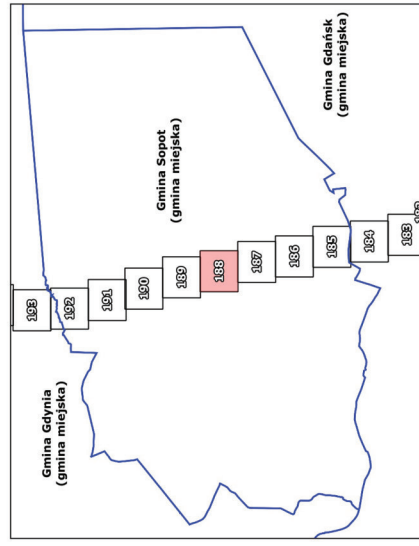 Gmina Gdynia
(gmina miejska)
193
192
191
190
189
188
187
186
185
184
183
Gmina Sopot
(gmina miejska)
Gmina Gdańsk
(gmina miejska)